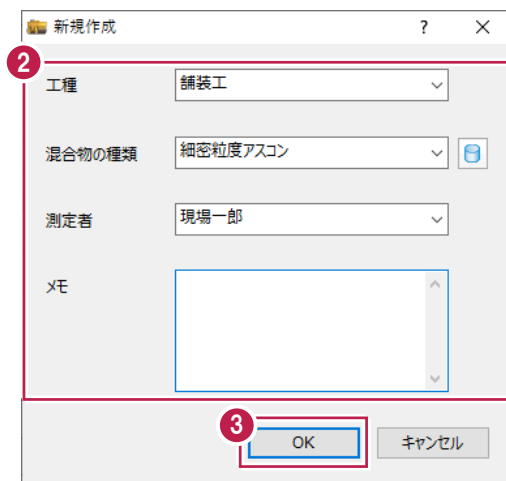 新規作成
?
2
工種
舗装工
混合物の種類
細密粒度アスコン
測定者
現場一郎
メモ
3
OK
キャンセル